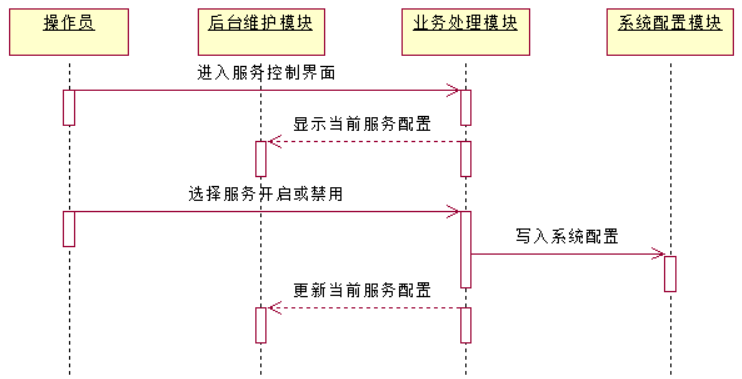 操作员
后台维护模块
业务处理模块
系统配置模块
进入服务控制界面
显示当前服务配置
选择服务开启或禁用
写入系统配置
更新当前服务配置